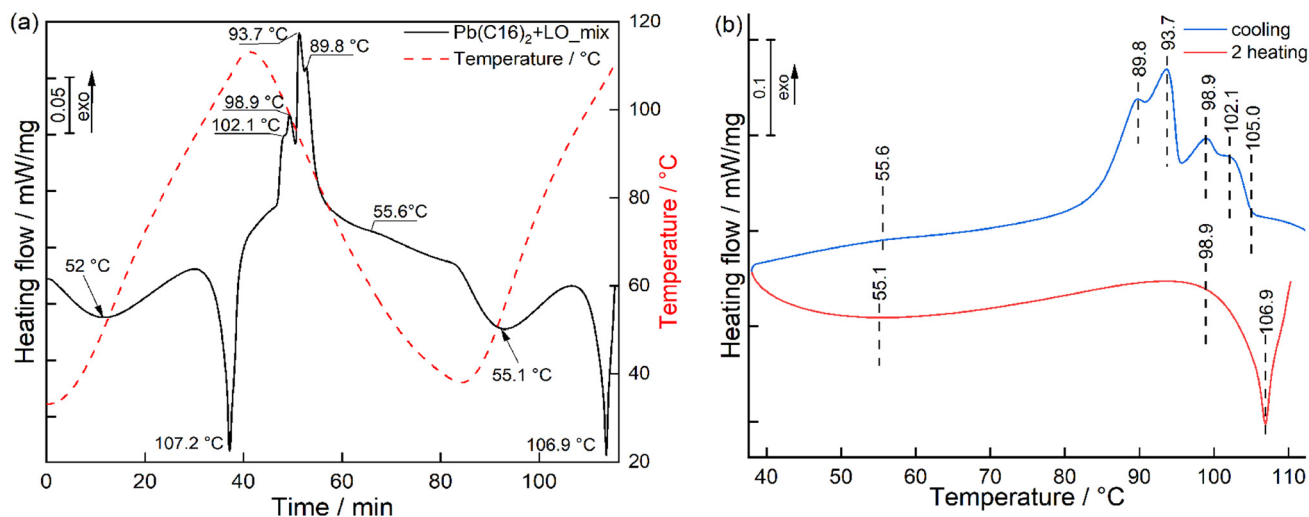 (a)
Pb(C16)₂+LO_mix
Temperature / °C
0.05
exo
93.7 °C
89.8 °C
98.9 °C
102.1 °C
55.6°C
52 °C
55.1 °C
107.2 °C
106.9 °C
Heating flow / mW/mg
Temperature / °C
120
100
80
60
40
20
0 20 40 60 80 100
Time / min
(b)
cooling
2 heating
0.1
exo
89.8
93.7
98.9
102.1
105.0
55.6
55.1
98.9
106.9
Heating flow / mW/mg
40 50 60 70 80 90 100 110
Temperature / °C